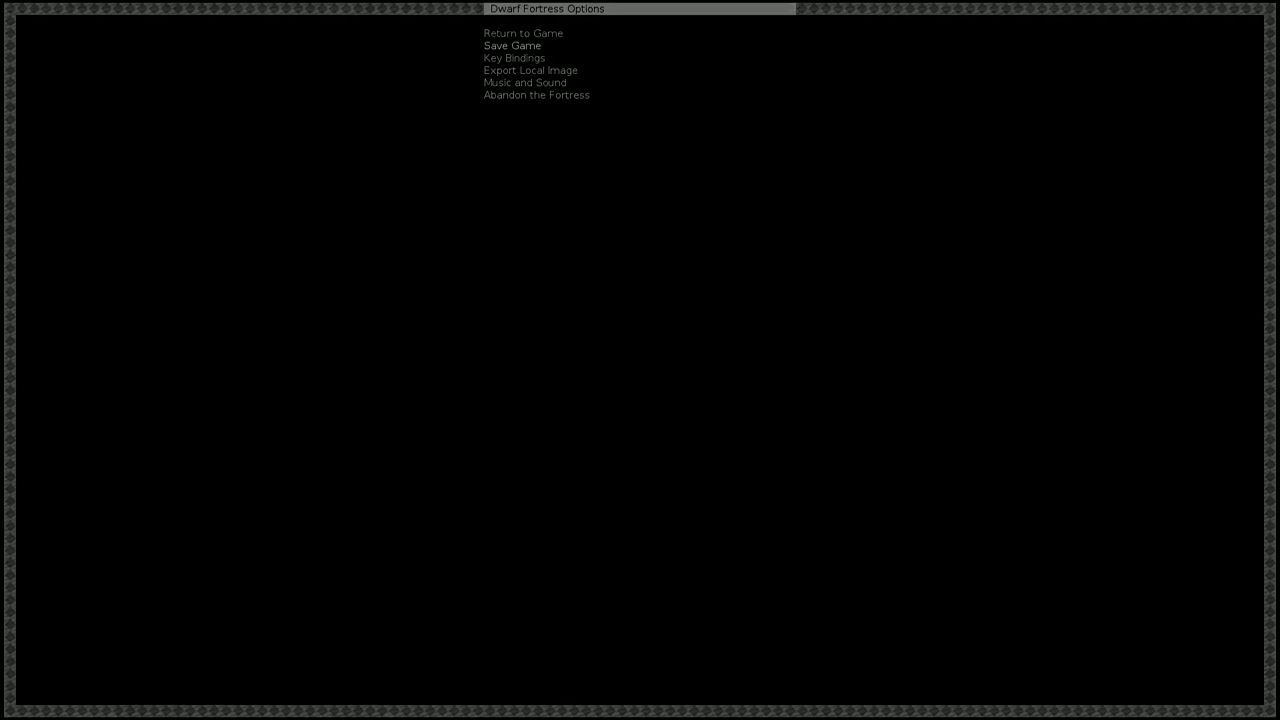 Dwarf Fortress Options
Return to Game
Save Game
Key Bindings
Export Local Image
Music and Sound
Abandon the Fortress